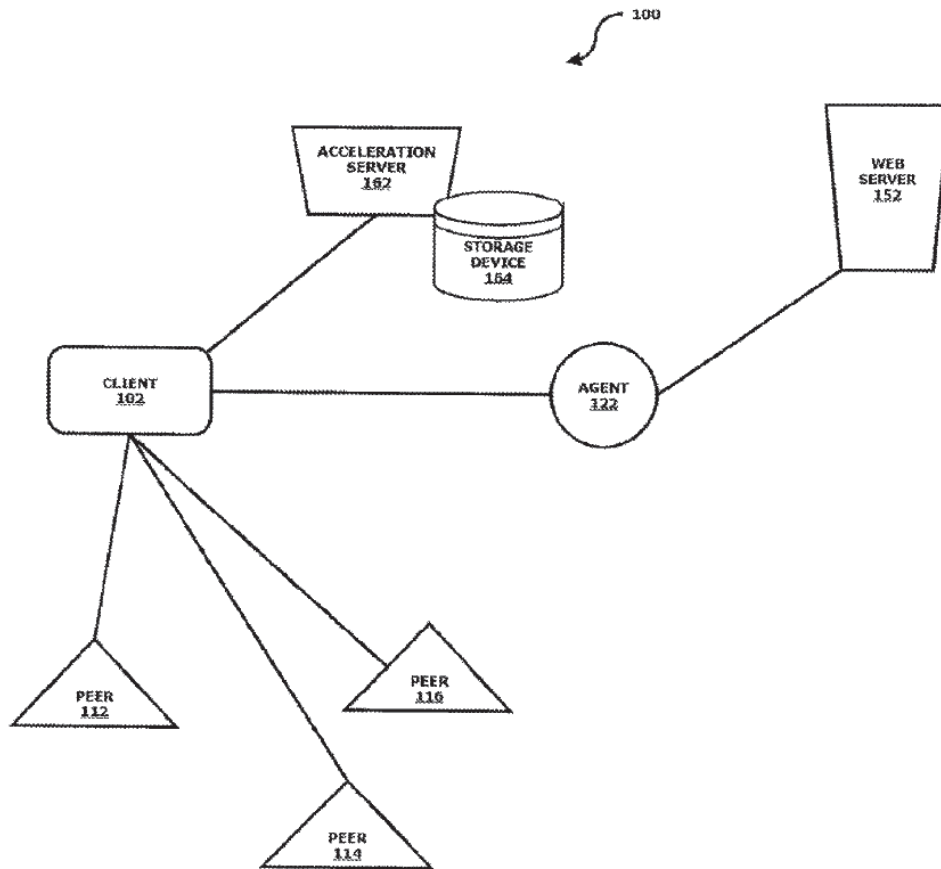 100
ACCELERATION
SERVER
162
WEB
SERVER
152
STORAGE
DEVICE
164
CLIENT
102
AGENT
122
PEER
112
PEER
116
PEER
114